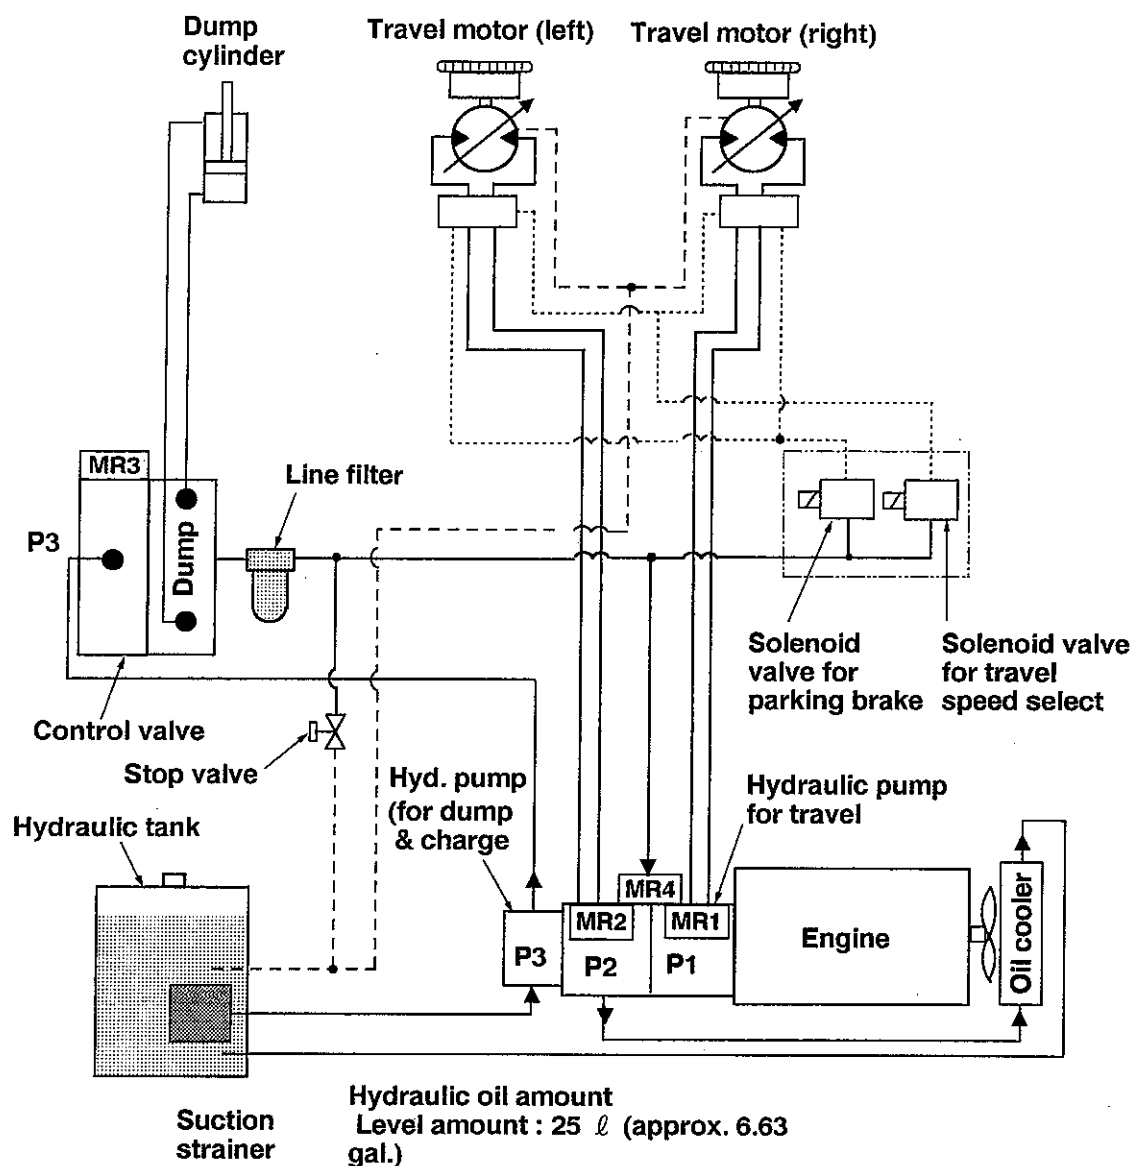 Dump
cylinder
Travel motor (left)
Travel motor (right)
MR3
Line filter
P3
Dump
Solenoid
valve for
parking brake
Solenoid valve
for travel
speed select
Control valve
Stop valve
Hyd. pump
(for dump
& charge
Hydraulic pump
for travel
Hydraulic tank
MR4
MR2
MR1
P3
P2
P1
Engine
Oil cooler
Suction
strainer
Hydraulic oil amount
Level amount : 25 ℓ (approx. 6.63
gal.)